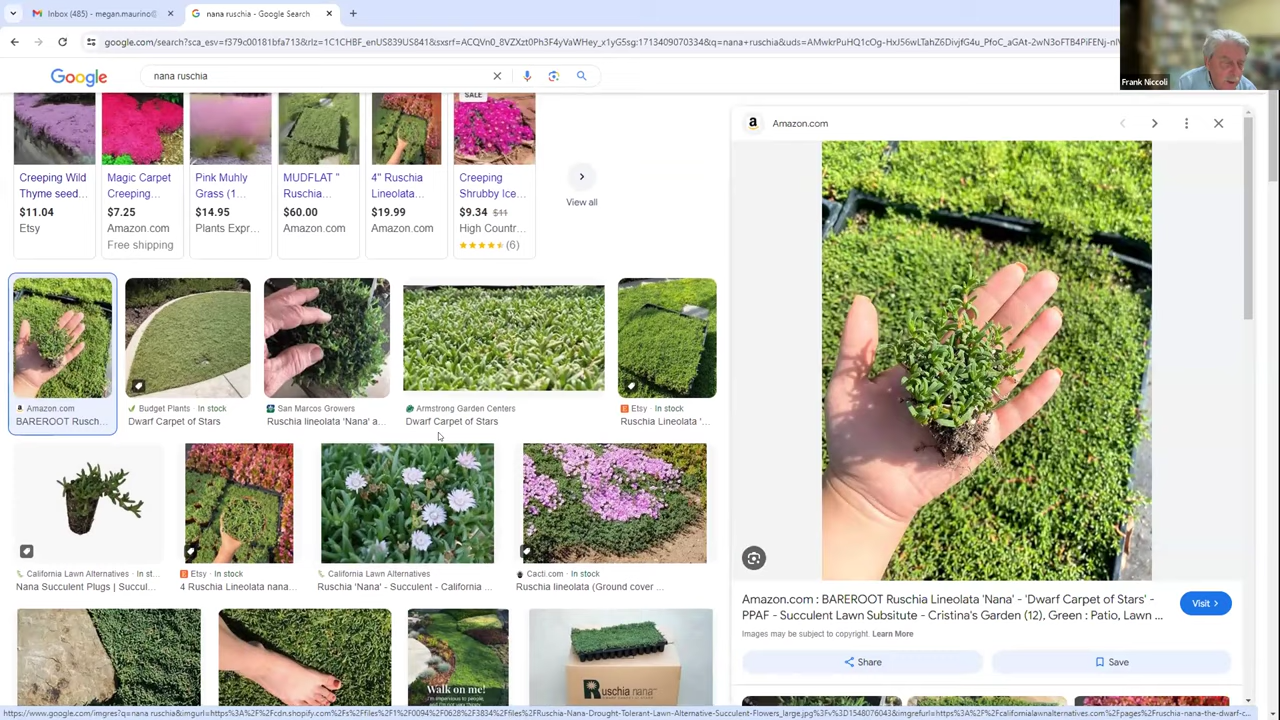 Inbox (485) - megan.maurino@
nana ruschia - Google Search
google.com/search?sca_esv=f379c00181bfa713&rlz=1C1CHBF_enUS839US841&sxsrf=ACQVn0_8VZXzt0Ph3F4yVaWHey_x1yG5sg:1713409070334&q=nana+ruschia&uds=
Frank Niccoli
Google
nana ruschia
SALE
Creeping Wild
Thyme seed...
$11.04
Etsy
Magic Carpet
Creeping...
$7.25
Amazon.com
Free shipping
Pink Muhly
Grass (1 ...
$14.95
Plants Expr...
MUDFLAT "
Ruschia ...
$60.00
Amazon.com
4" Ruschia
Lineolata...
$19.99
Amazon.com
Creeping
Shrubby Ice...
$9.34 $11
High Countr...
(6)
View all
a Amazon.com
Amazon.com
BAREROOT Rusch...
Budget Plants · In stock
Dwarf Carpet of Stars
San Marcos Growers
Ruschia lineolata 'Nana' a...
Armstrong Garden Centers
Dwarf Carpet of Stars
Etsy · In stock
Ruschia Lineolata '...
California Lawn Alternatives · In st...
Nana Succulent Plugs | Succul...
Etsy · In stock
4 Ruschia Lineolata nana...
California Lawn Alternatives
Ruschia 'Nana' - Succulent - California ...
Cacti.com · In stock
Ruschia lineolata (Ground cover ...
Walk on me!
Ruschia nana
Amazon.com : BAREROOT Ruschia Lineolata 'Nana' - 'Dwarf Carpet of Stars' -
PPAF - Succulent Lawn Subsitute - Cristina's Garden (12), Green : Patio, Lawn ...
Visit
Images may be subject to copyright. Learn More
Share
Save